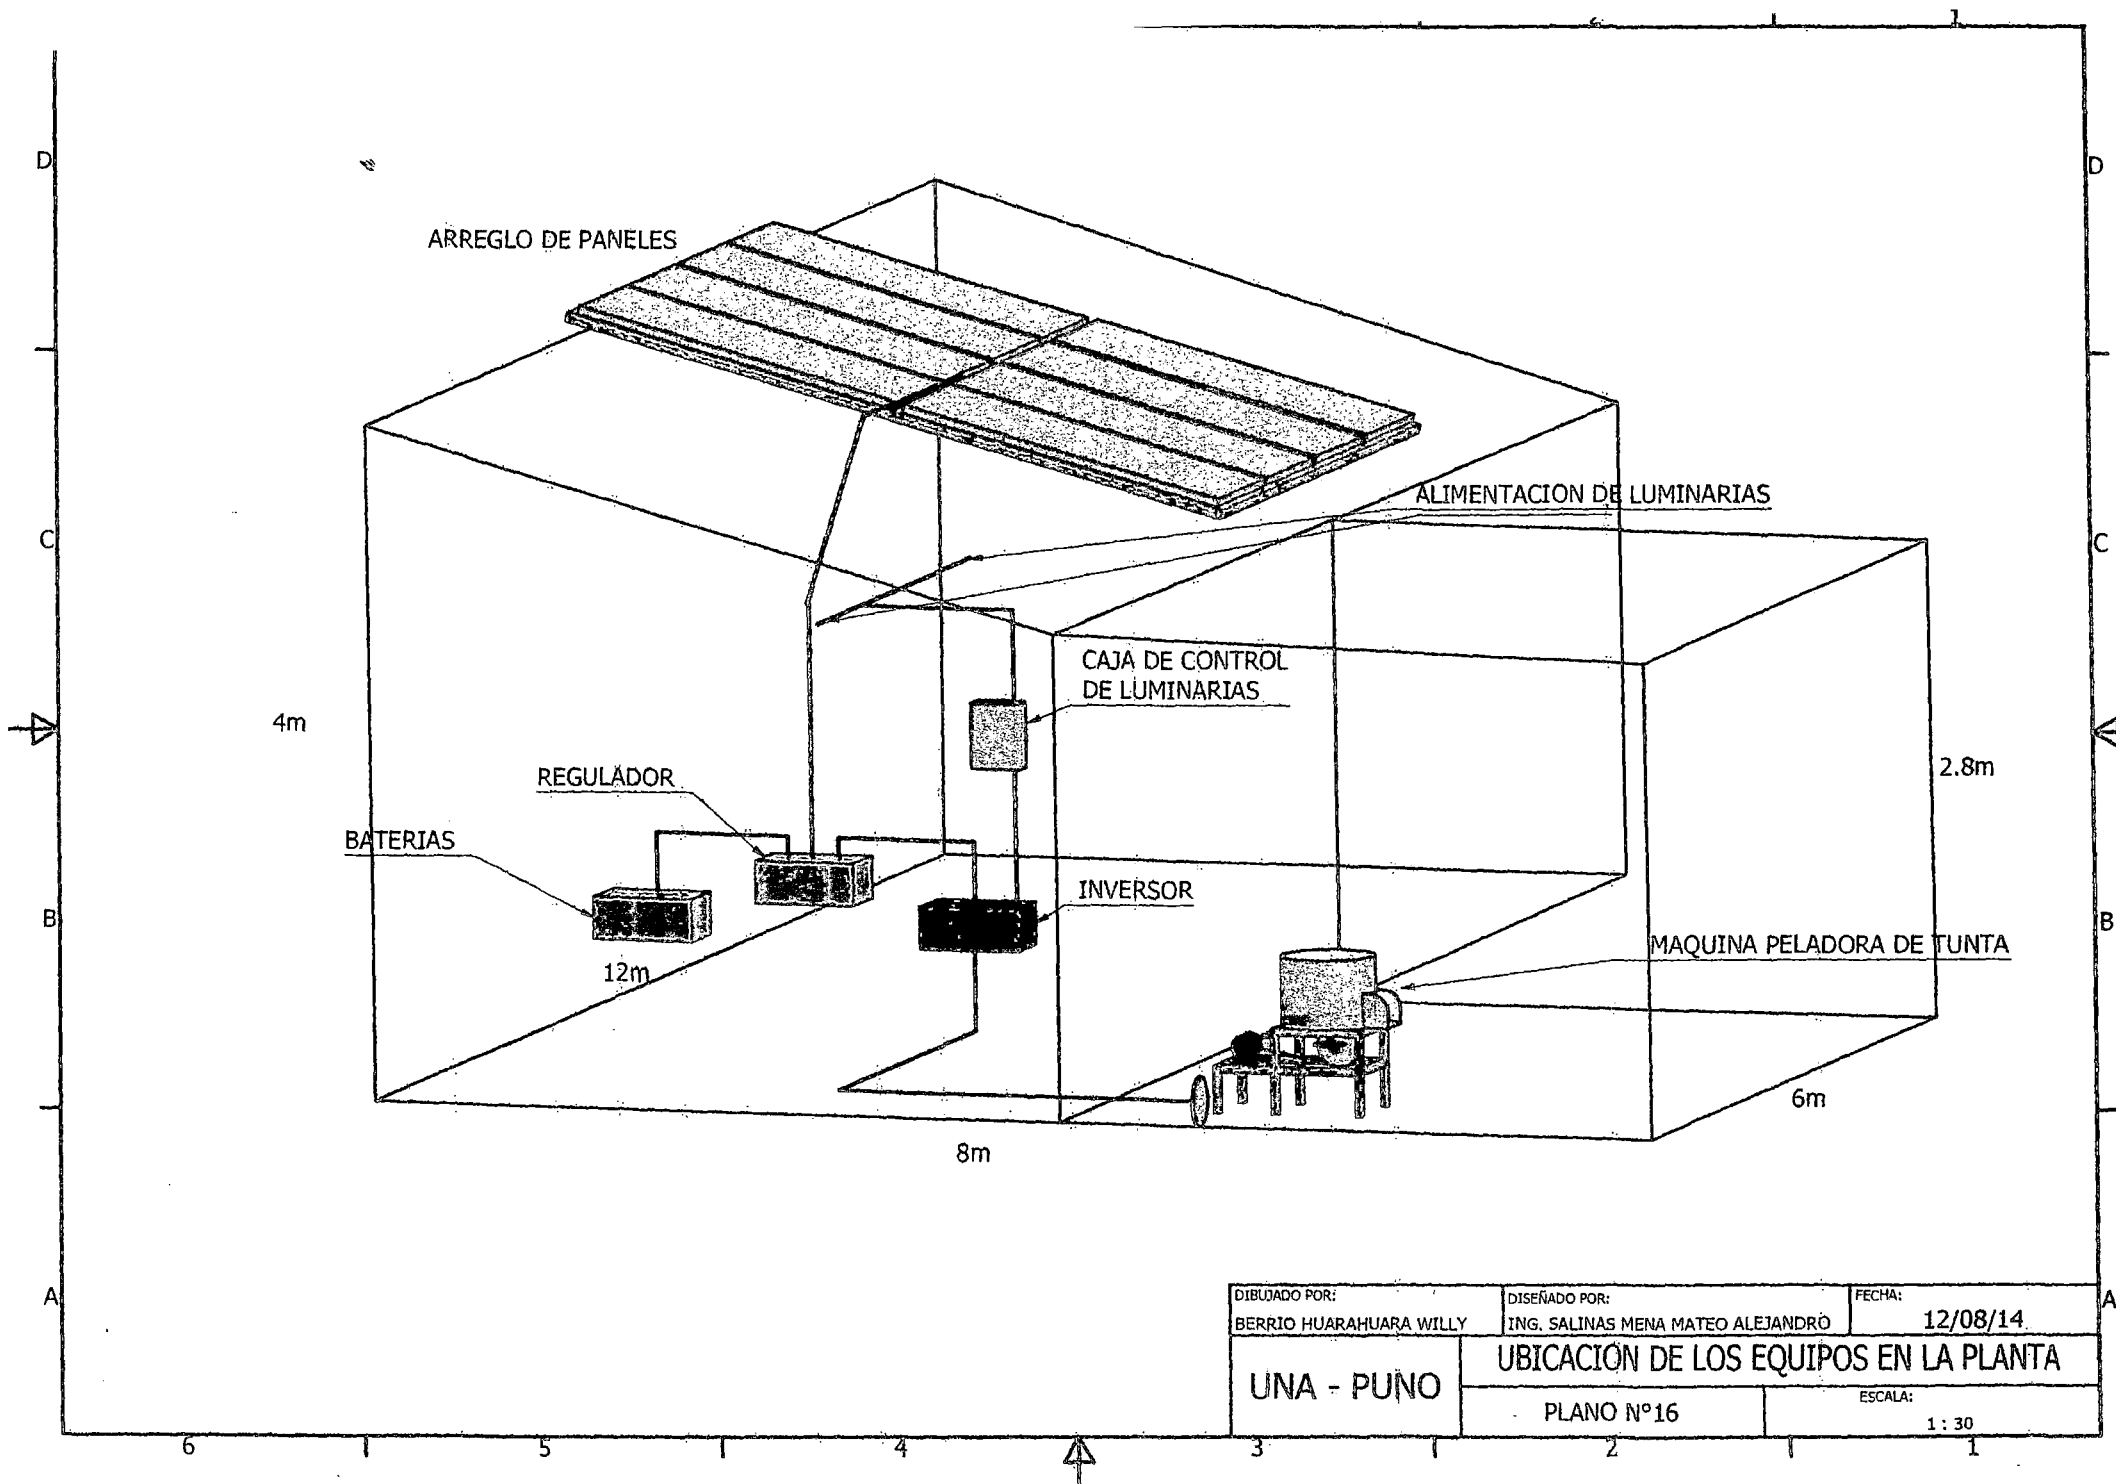 D
D
ARREGLO DE PANELES
ALIMENTACION DE LUMINARIAS
C
C
CAJA DE CONTROL
DE LUMINARIAS
4m
2.8m
REGULADOR
BATERIAS
INVERSOR
B
B
MAQUINA PELADORA DE TUNTA
12m
6m
8m
A
A
DIBUJADO POR:
BERRIO HUARAHUARA WILLY
DISEÑADO POR:
ING. SALINAS MENA MATEO ALEJANDRO
FECHA:
12/08/14
UNA - PUNO
UBICACIÓN DE LOS EQUIPOS EN LA PLANTA
PLANO Nº16
ESCALA:
1 : 30
6
5
4
3
2
1